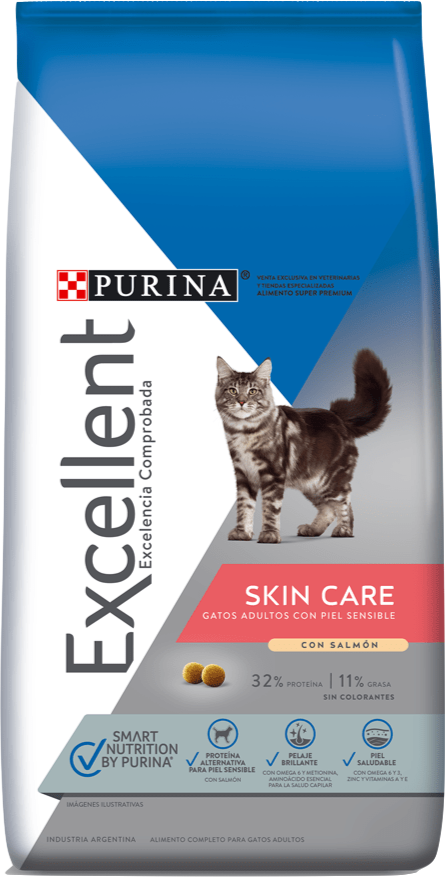 PURINA®
VENTA EXCLUSIVA EN VETERINARIAS
Y TIENDAS ESPECIALIZADAS
ALIMENTO SUPER PREMIUM
Excellent
Excelencia Comprobada
SKIN CARE
GATOS ADULTOS CON PIEL SENSIBLE
CON SALMÓN
32% PROTEÍNA | 11% GRASA
SIN COLORANTES
SMART
NUTRITION
BY PURINA®
PROTEÍNA
ALTERNATIVA
PARA PIEL SENSIBLE
CON SALMÓN
PELAJE
BRILLANTE
CON OMEGA 6 Y METIONINA,
AMINOÁCIDO ESENCIAL
PARA LA SALUD CAPILAR
PIEL
SALUDABLE
CON OMEGA 6 Y 3,
ZINC Y VITAMINAS A Y E
IMÁGENES ILUSTRATIVAS
INDUSTRIA ARGENTINA
ALIMENTO COMPLETO PARA GATOS ADULTOS